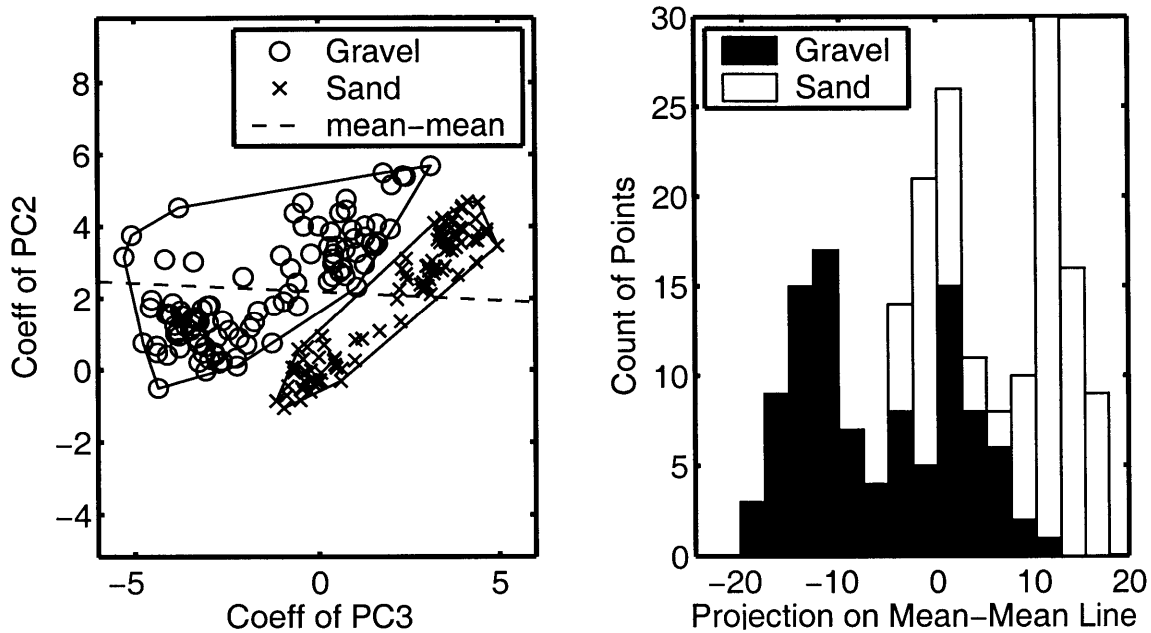 Gravel
Sand
mean−mean
8
6
4
2
0
−2
−4
−5
0
5
Coeff of PC2
Coeff of PC3
Gravel
Sand
30
25
20
15
10
5
0
−20
−10
0
10
20
Count of Points
Projection on Mean−Mean Line